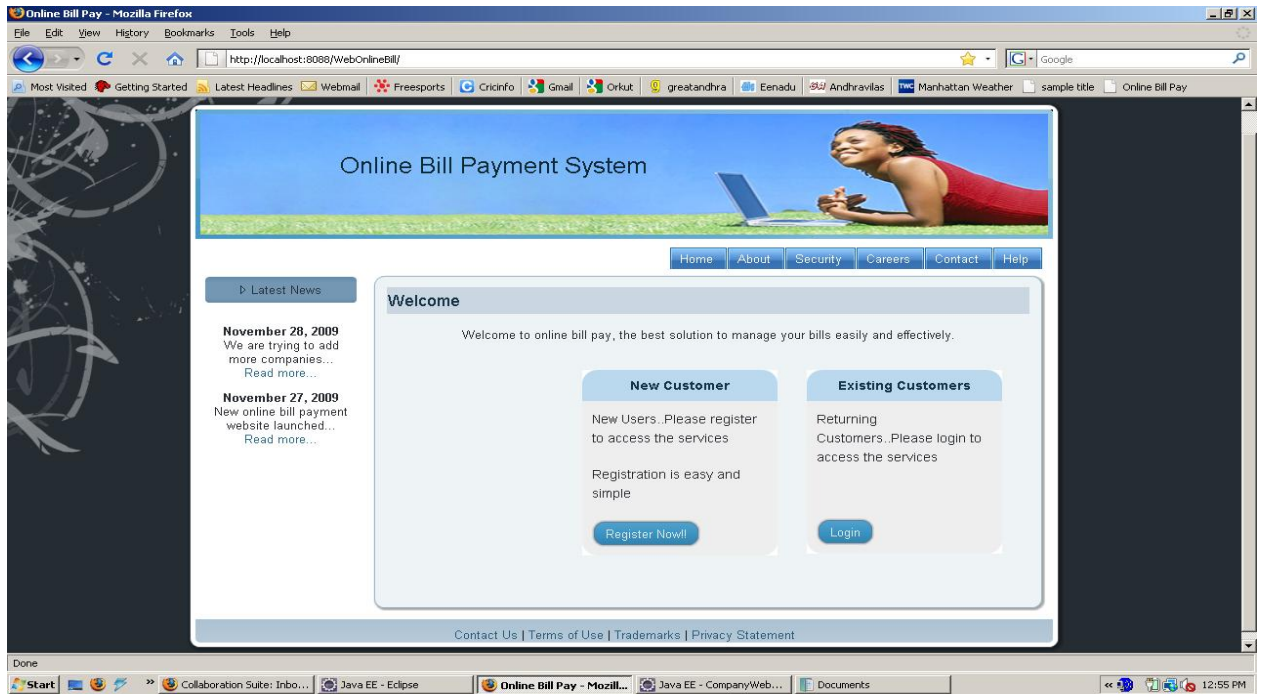 Online Bill Pay - Mozilla Firefox
File Edit View History Bookmarks Tools Help
http://localhost:8088/WebOnlineBill/
G Google
Most Visited Getting Started Latest Headlines Webmail Freesports Cricinfo Gmail Orkut greatandhra Eenadu Andhravilas TWC Manhattan Weather sample title Online Bill Pay
Online Bill Payment System
Home About Security Careers Contact Help
Latest News
November 28, 2009
We are trying to add
more companies...
Read more...
November 27, 2009
New online bill payment
website launched...
Read more...
Welcome
Welcome to online bill pay, the best solution to manage your bills easily and effectively.
New Customer
New Users..Please register
to access the services
Registration is easy and
simple
Register Now!!
Existing Customers
Returning
Customers..Please login to
access the services
Login
Contact Us | Terms of Use | Trademarks | Privacy Statement
Done
Start Collaboration Suite: Inbo... Java EE - Eclipse Online Bill Pay - Mozill... Java EE - CompanyWeb... Documents 12:55 PM